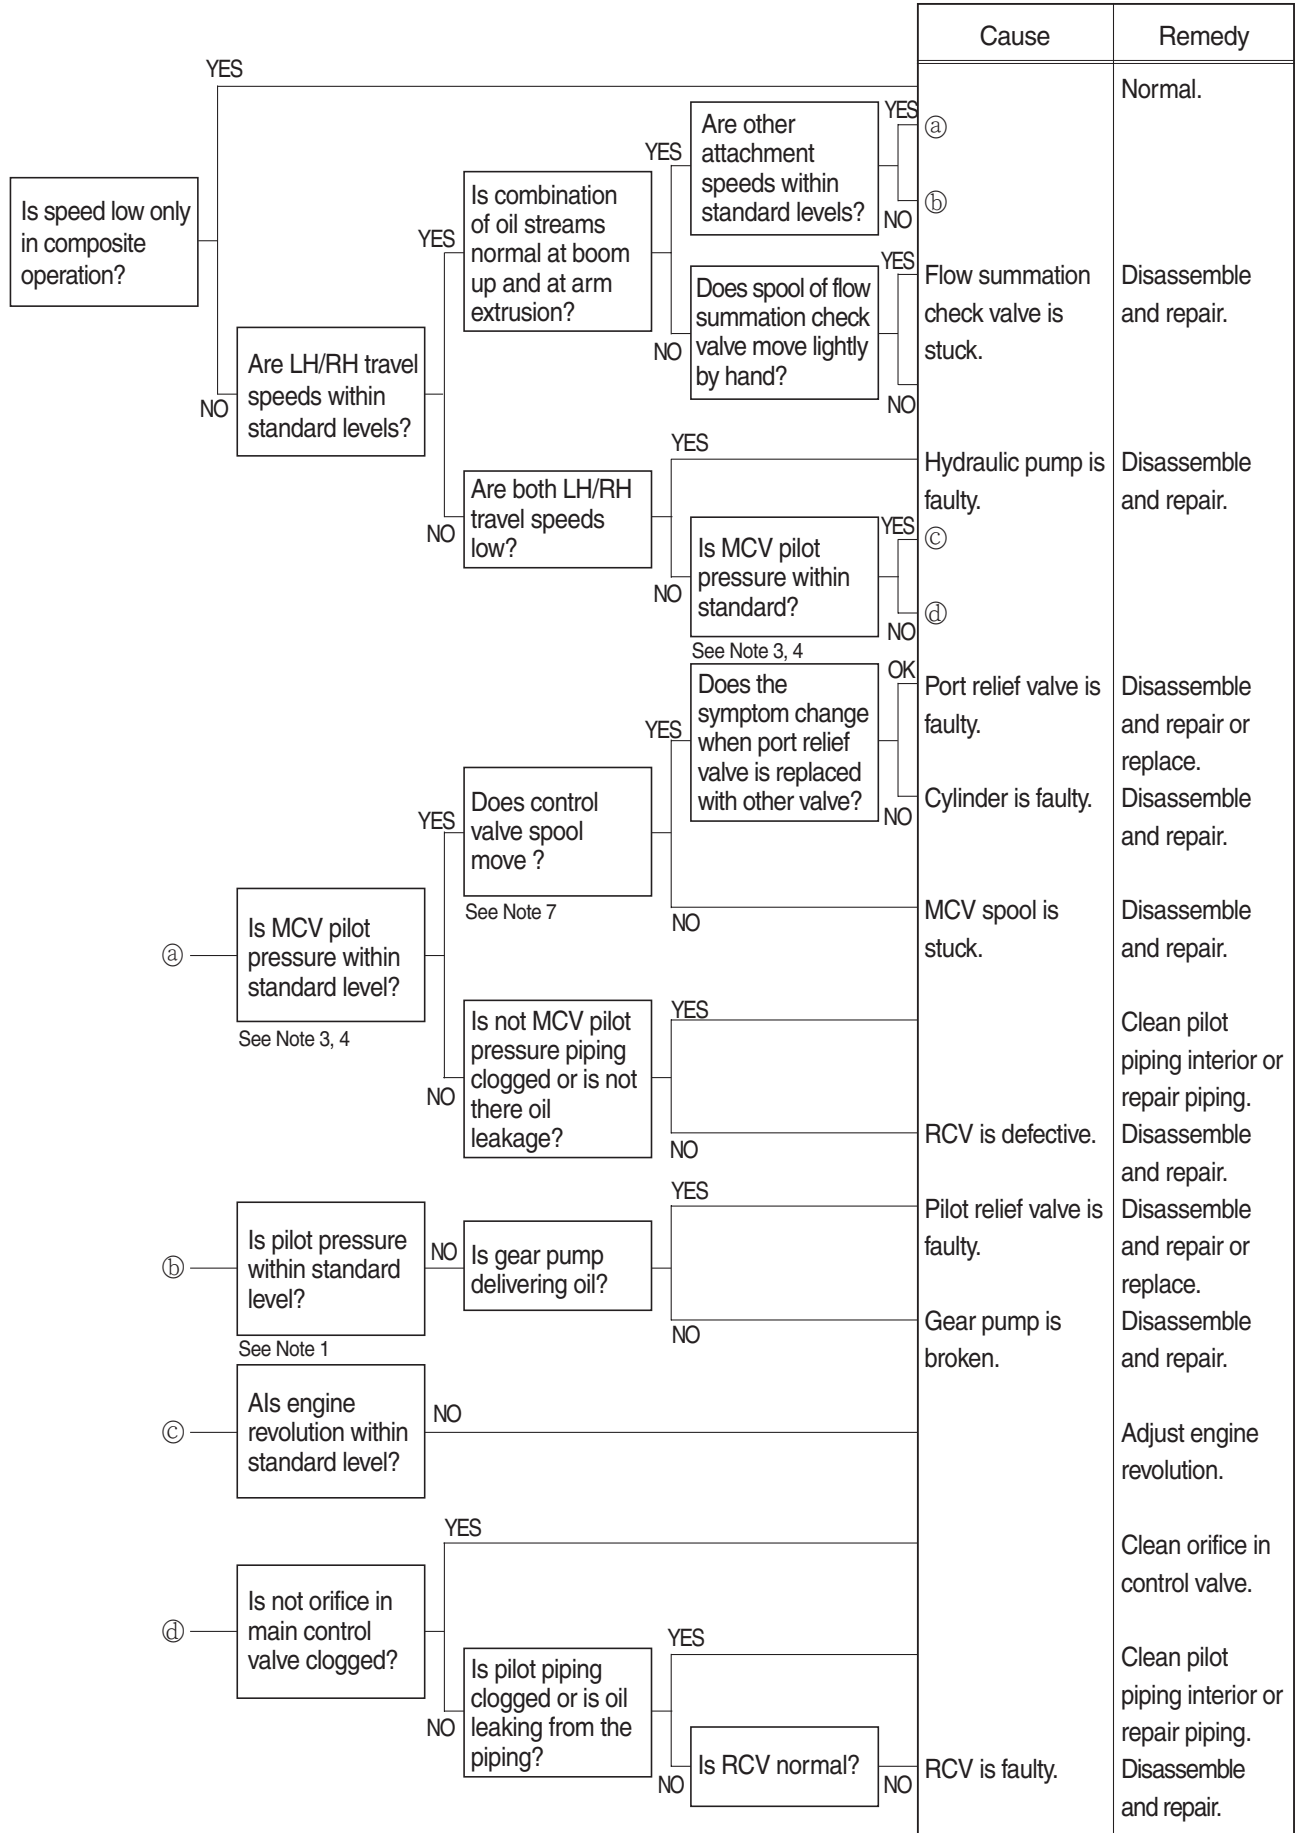 Cause
Remedy
YES
Normal.
Is speed low only
in composite
operation?
NO
Are LH/RH travel
speeds within
standard levels?
YES
Is combination
of oil streams
normal at boom
up and at arm
extrusion?
YES
Are other
attachment
speeds within
standard levels?
YES
ⓐ
NO
ⓑ
NO
Does spool of flow
summation check
valve move lightly
by hand?
YES
Flow summation
check valve is
stuck.
Disassemble
and repair.
NO
NO
Are both LH/RH
travel speeds
low?
YES
Hydraulic pump is
faulty.
Disassemble
and repair.
NO
Is MCV pilot
pressure within
standard?
See Note 3, 4
YES
ⓒ
NO
ⓓ
ⓐ
Is MCV pilot
pressure within
standard level?
See Note 3, 4
YES
Does control
valve spool
move ?
See Note 7
YES
Does the
symptom change
when port relief
valve is replaced
with other valve?
OK
Port relief valve is
faulty.
Disassemble
and repair or
replace.
NO
Cylinder is faulty.
Disassemble
and repair.
NO
MCV spool is
stuck.
Disassemble
and repair.
NO
Is not MCV pilot
pressure piping
clogged or is not
there oil
leakage?
YES
Clean pilot
piping interior or
repair piping.
NO
RCV is defective.
Disassemble
and repair.
ⓑ
Is pilot pressure
within standard
level?
See Note 1
NO
Is gear pump
delivering oil?
YES
Pilot relief valve is
faulty.
Disassemble
and repair or
replace.
NO
Gear pump is
broken.
Disassemble
and repair.
ⓒ
AIs engine
revolution within
standard level?
NO
Adjust engine
revolution.
ⓓ
Is not orifice in
main control
valve clogged?
YES
Clean orifice in
control valve.
NO
Is pilot piping
clogged or is oil
leaking from the
piping?
YES
Clean pilot
piping interior or
repair piping.
NO
Is RCV normal?
NO
RCV is faulty.
Disassemble
and repair.